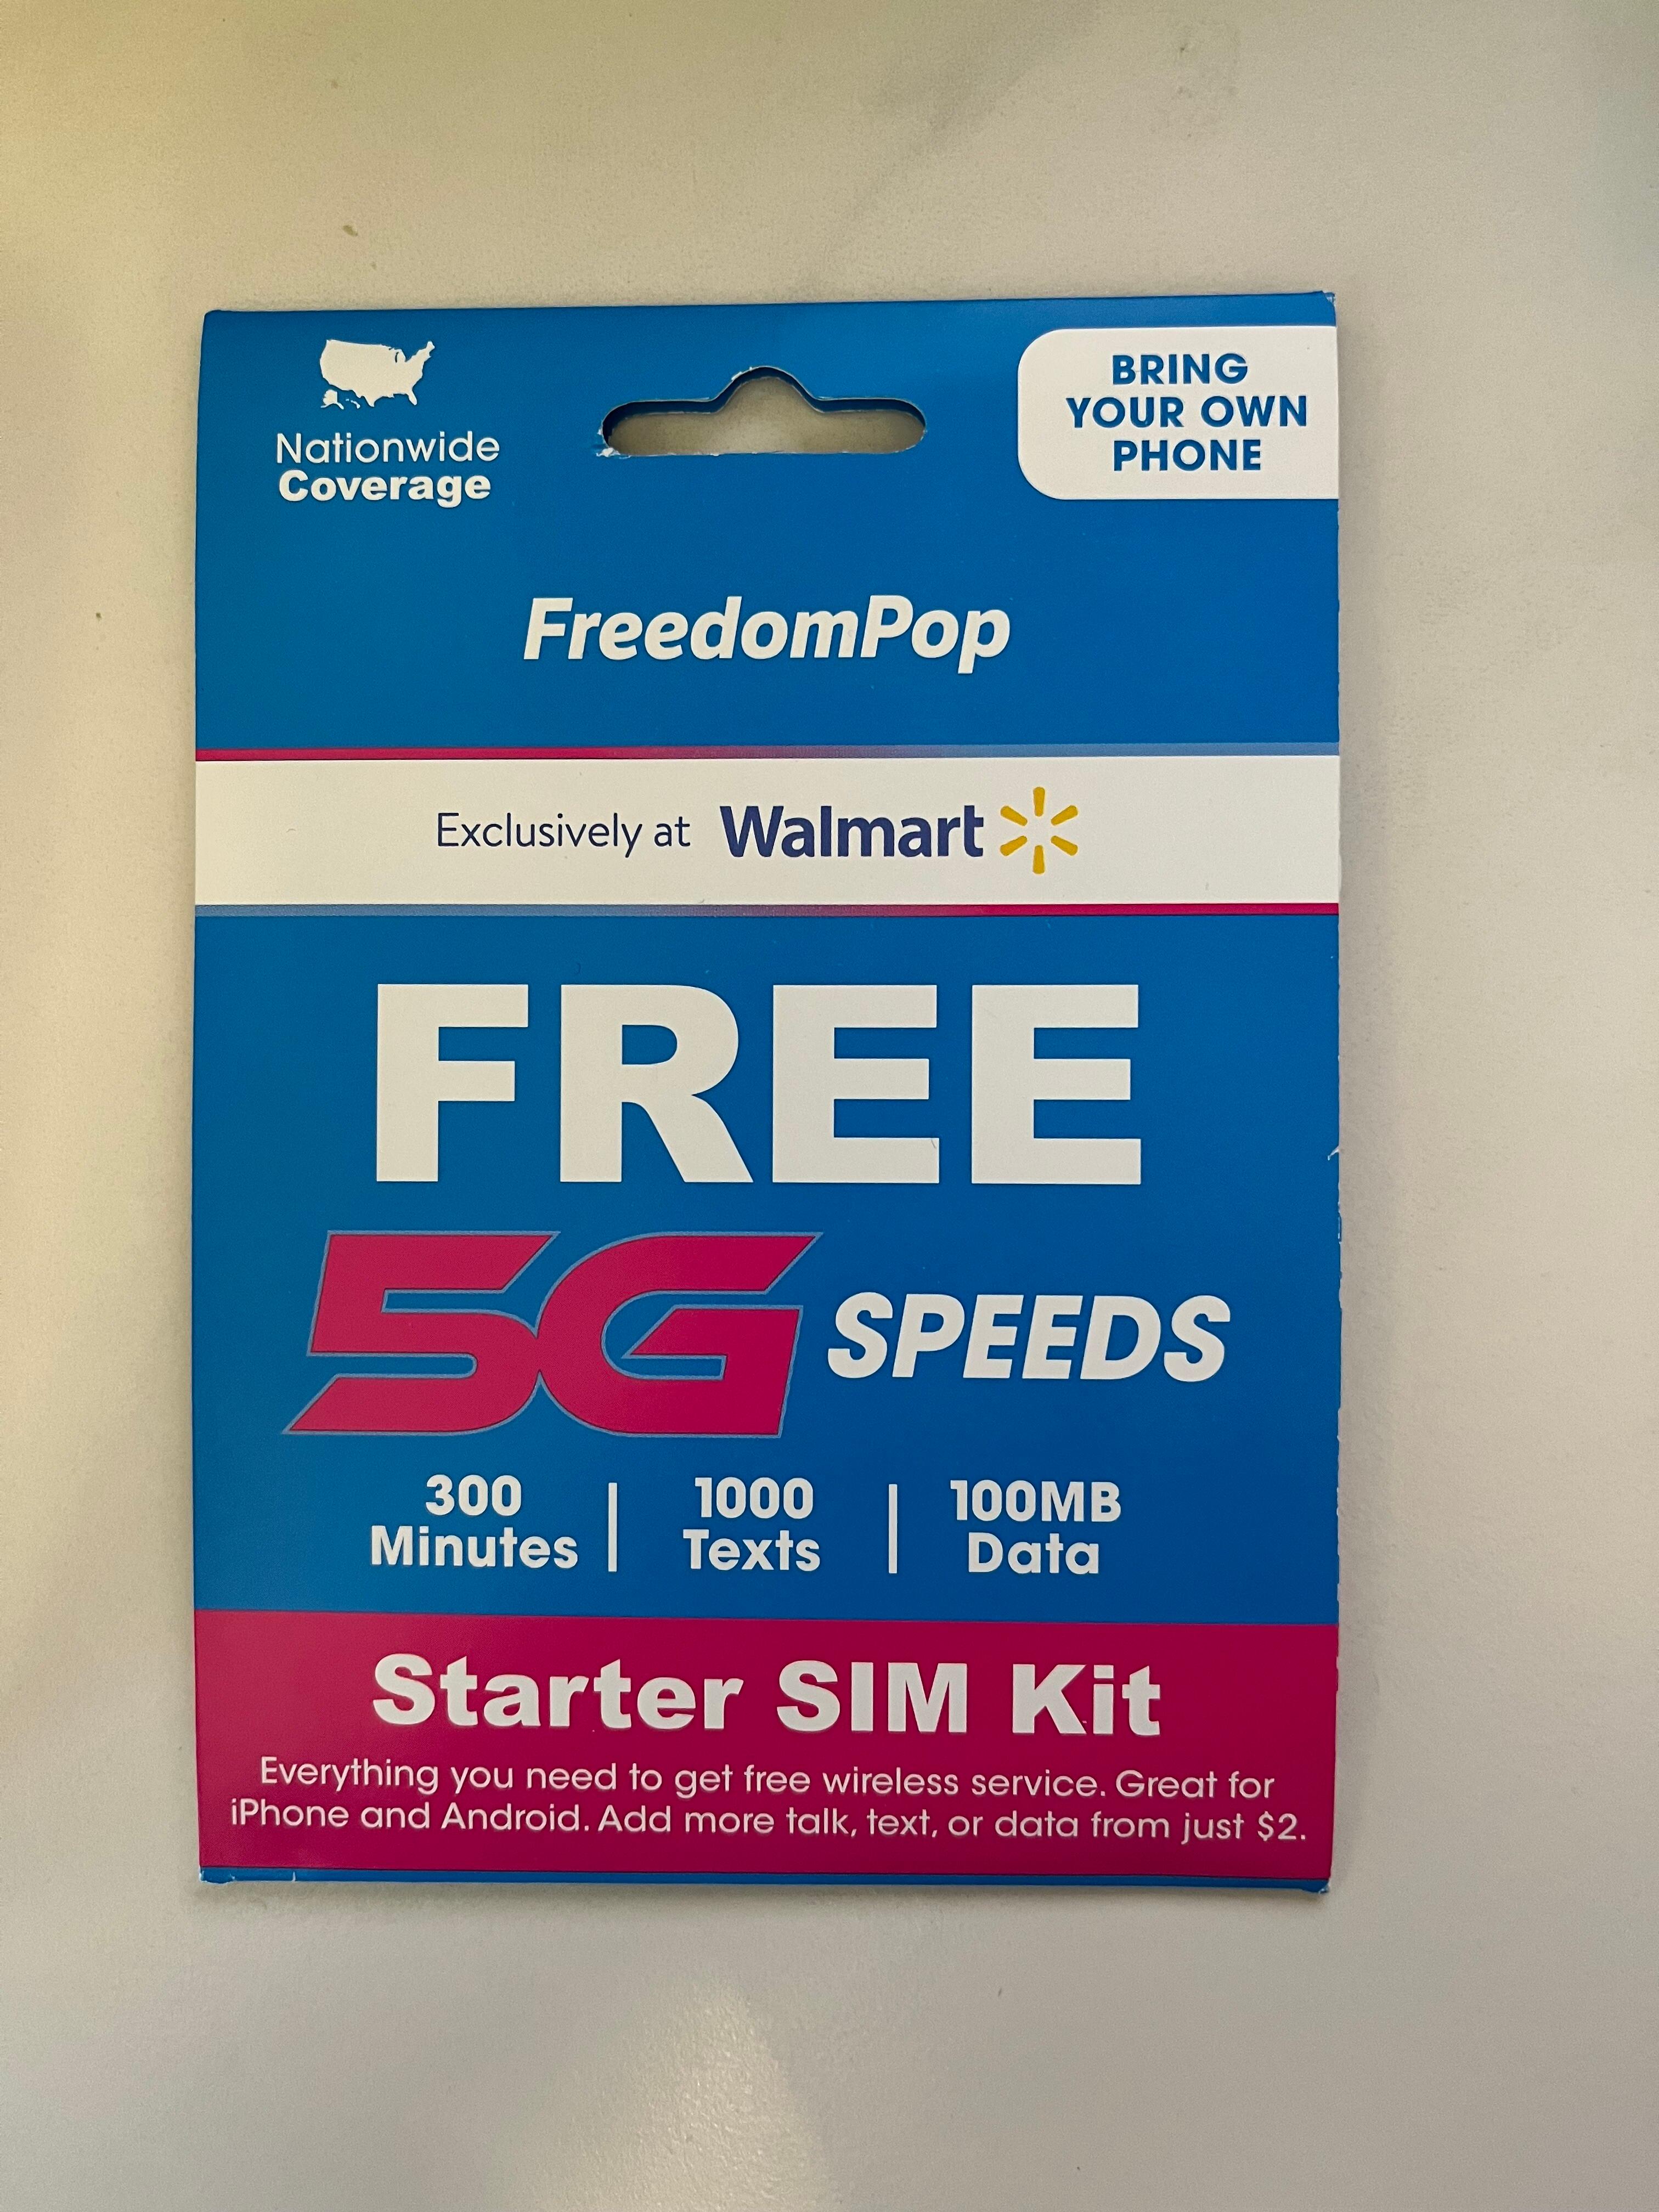 Nationwide
Coverage
BRING
YOUR OWN
PHONE
FreedomPop
Exclusively at Walmart
FREE
5G SPEEDS
300 Minutes | 1000 Texts | 100MB Data
Starter SIM Kit
Everything you need to get free wireless service. Great for
iPhone and Android. Add more talk, text, or data from just $2.